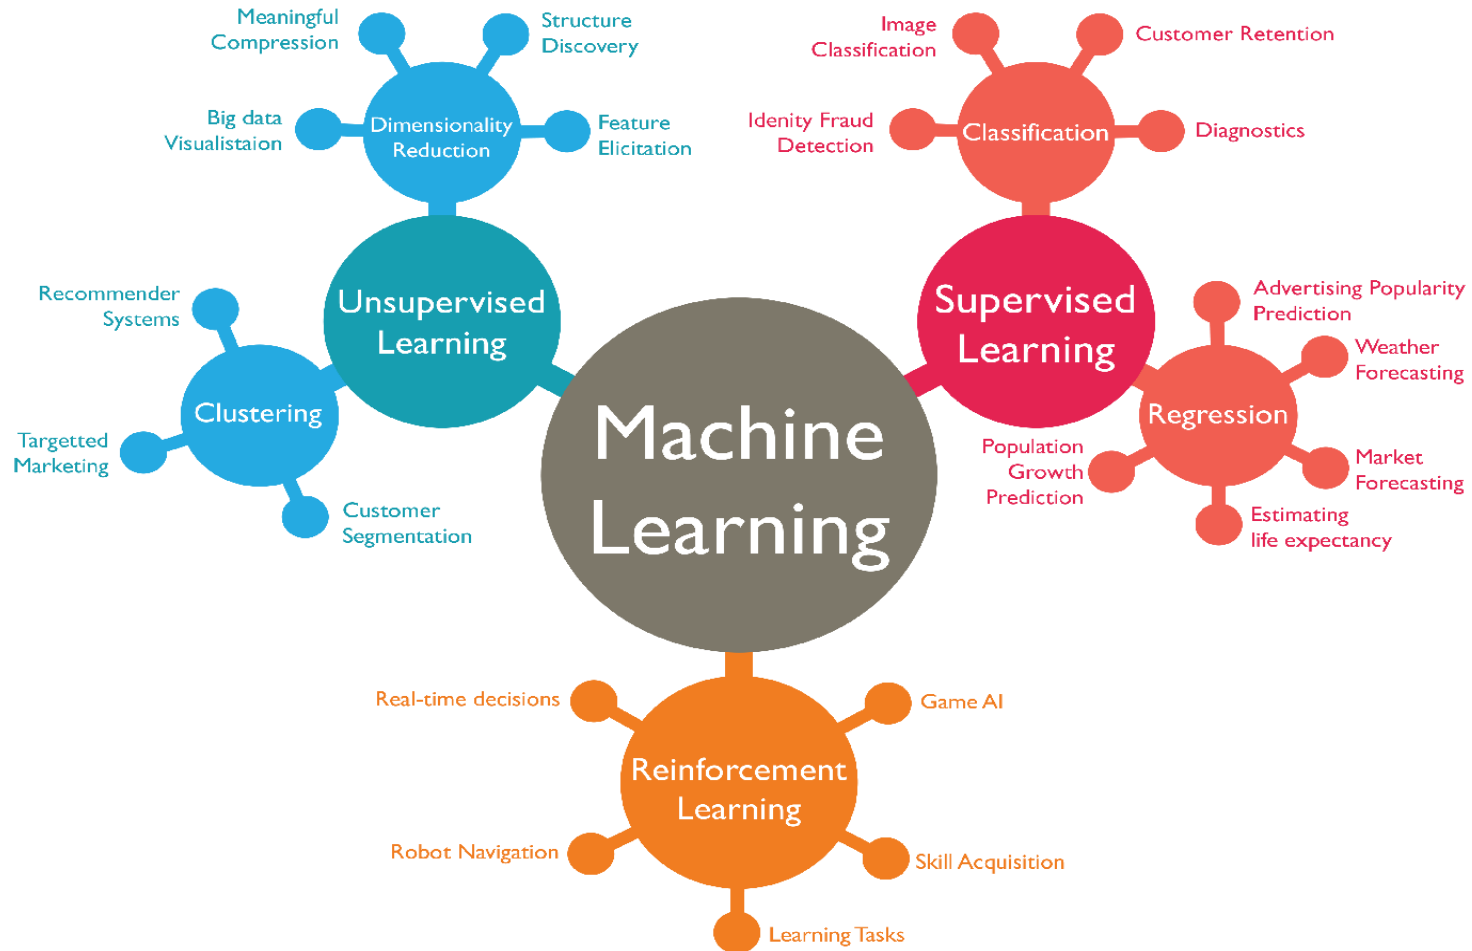 Meaningful
Compression
Structure
Discovery
Big data
Visualistaion
Dimensionality
Reduction
Feature
Elicitation
Image
Classification
Customer Retention
Idenity Fraud
Detection
Classification
Diagnostics
Recommender
Systems
Unsupervised
Learning
Clustering
Targetted
Marketing
Customer
Segmentation
Machine
Learning
Supervised
Learning
Advertising Popularity
Prediction
Weather
Forecasting
Regression
Population
Growth
Prediction
Market
Forecasting
Estimating
life expectancy
Real-time decisions
Game AI
Reinforcement
Learning
Robot Navigation
Skill Acquisition
Learning Tasks